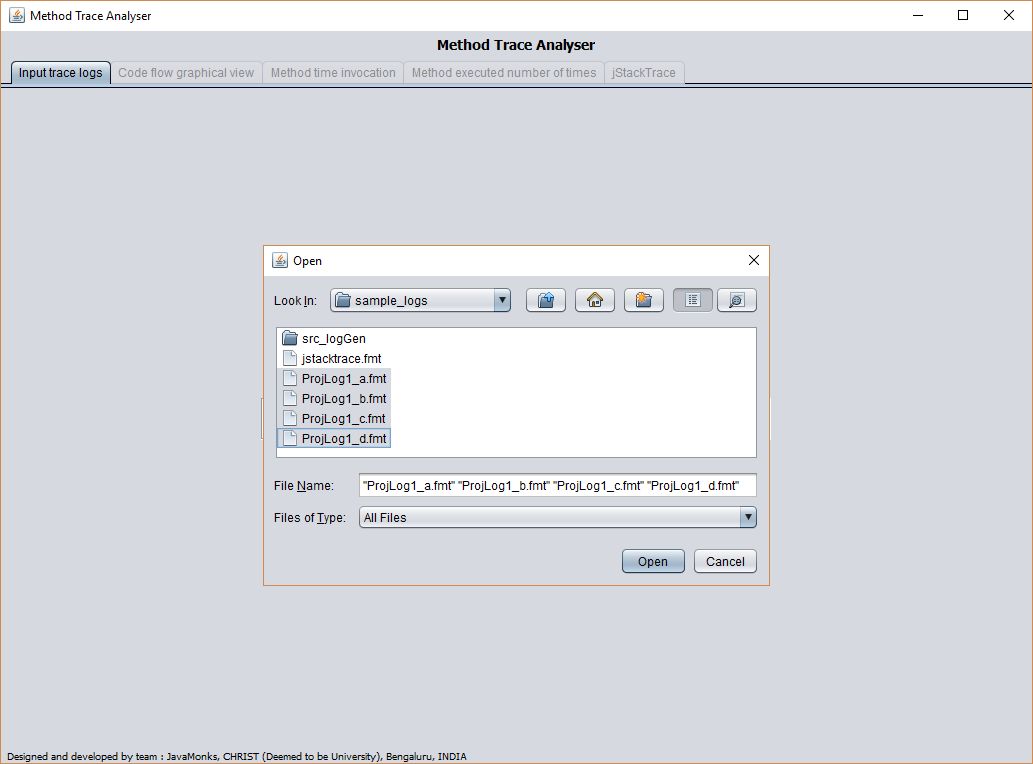 Method Trace Analyser
Method Trace Analyser
Input trace logs Code flow graphical view Method time invocation Method executed number of times jStackTrace
Open
Look In: sample_logs
src_logGen
jstacktrace.fmt
ProjLog1_a.fmt
ProjLog1_b.fmt
ProjLog1_c.fmt
ProjLog1_d.fmt
File Name: "ProjLog1_a.fmt" "ProjLog1_b.fmt" "ProjLog1_c.fmt" "ProjLog1_d.fmt"
Files of Type: All Files
Open Cancel
Designed and developed by team : JavaMonks, CHRIST (Deemed to be University), Bengaluru, INDIA